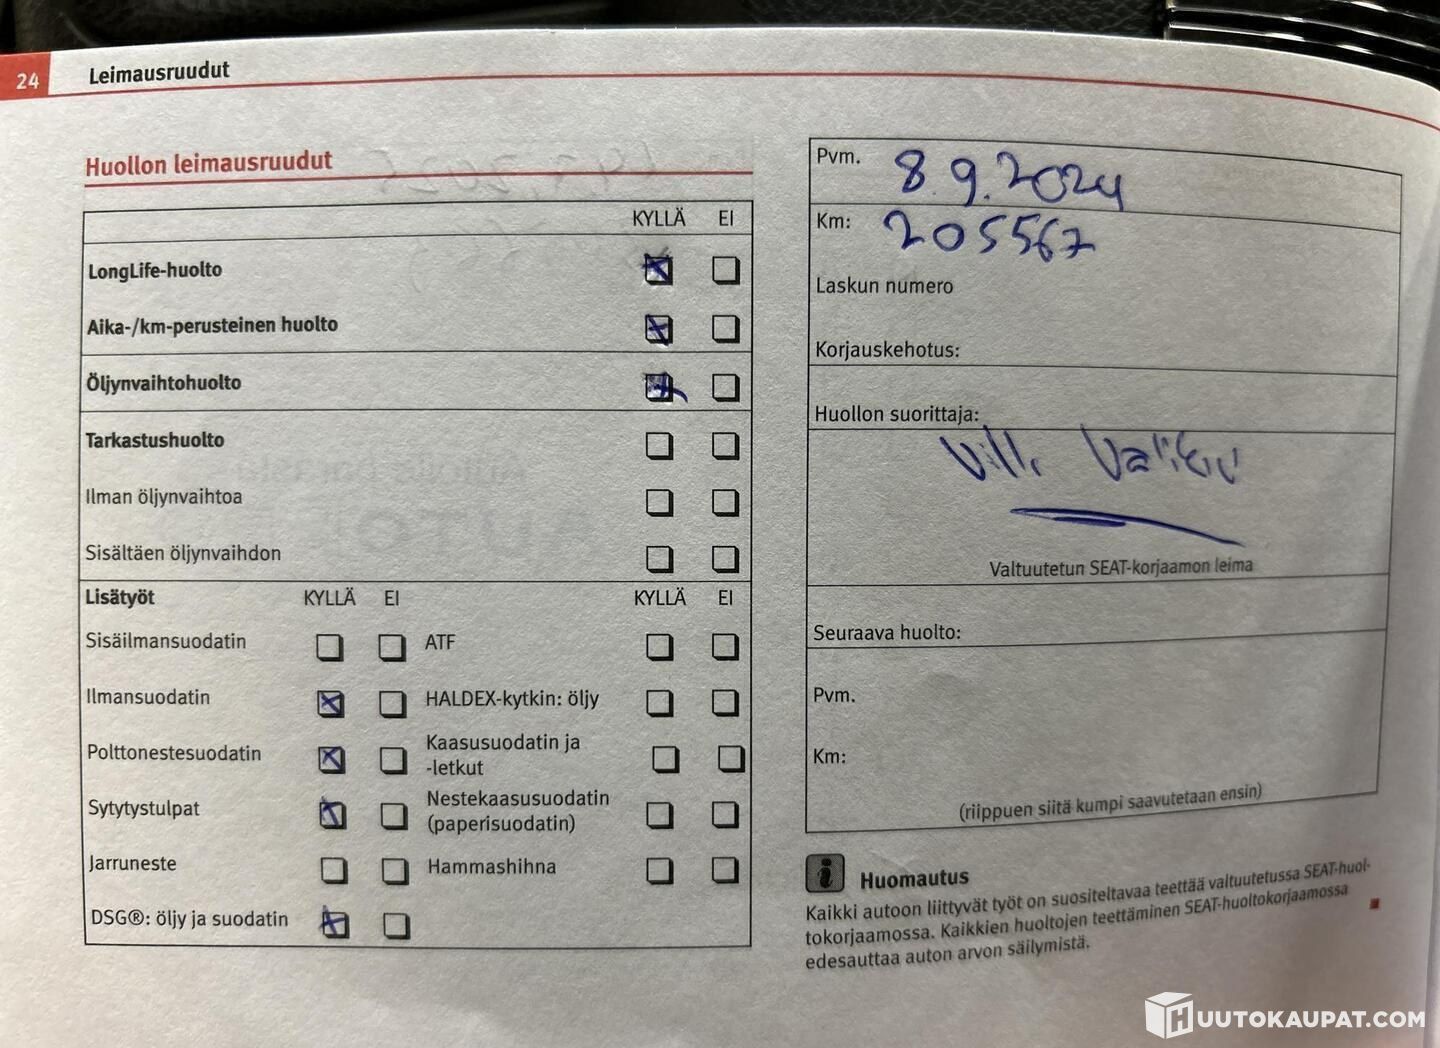 24
Leimausruudut
Huollon leimausruudut
KYLLÄ EI
LongLife-huolto
Aika-/km-perusteinen huolto
Öljynvaihtohuolto
Tarkastushuolto
Ilman öljynvaihtoa
Sisältäen öljynvaihdon
Lisätyöt KYLLÄ EI KYLLÄ EI
Sisäilmansuodatin ATF
Ilmansuodatin HALDEX-kytkin: öljy
Polttonestesuodatin Kaasusuodatin ja
-letkut
Sytytystulpat Nestekaasusuodatin
(paperisuodatin)
Jarruneste Hammashihna
DSG®: öljy ja suodatin
Pvm. 8.9.2024
Km: 205567
Laskun numero
Korjauskehotus:
Huollon suorittaja:
Valtuutetun SEAT-korjaamon leima
Seuraava huolto:
Pvm.
Km:
(riippuen siitä kumpi saavutetaan ensin)
i
Huomautus
Kaikki autoon liittyvät työt on suositeltavaa teettää valtuutetussa SEAT-huol-
tokorjaamossa. Kaikkien huoltojen teettäminen SEAT-huoltokorjaamossa
edesauttaa auton arvon säilymistä.
HUUTOKAUPAT.COM